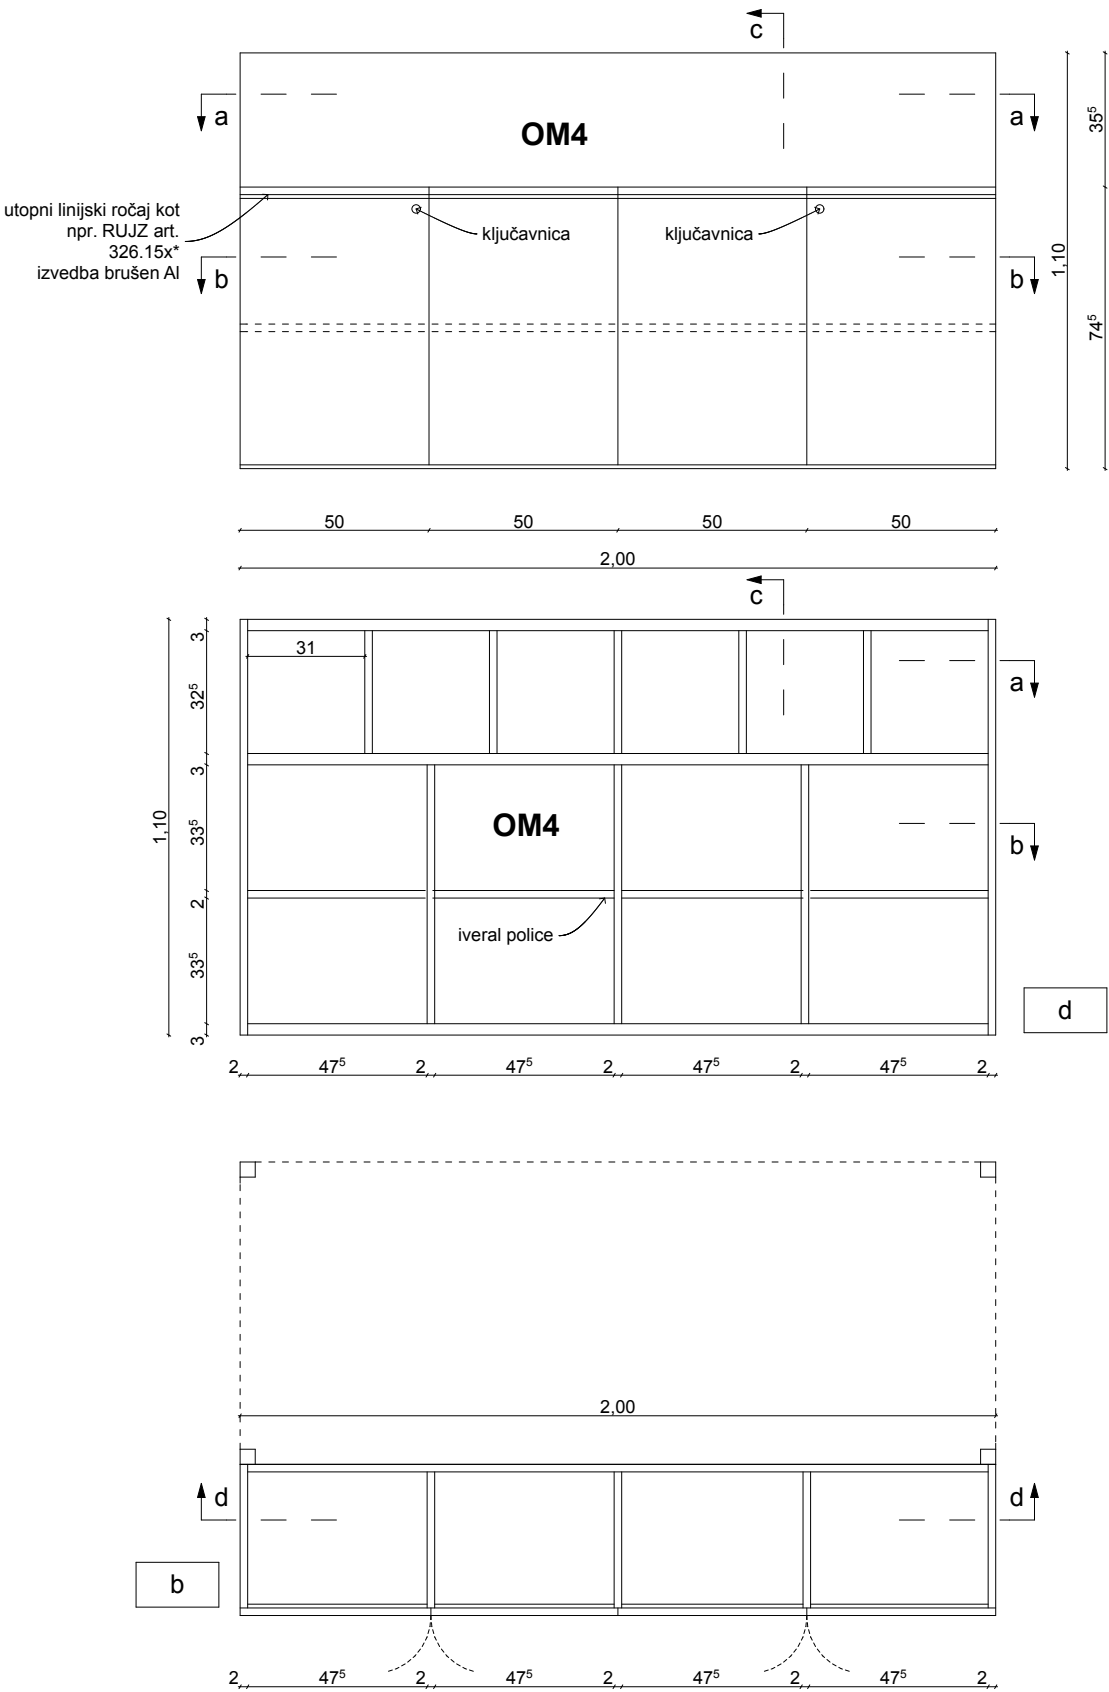 c
a
a
OM4
35⁵
utopni linijski ročaj kot
npr. RUJZ art.
326.15x*
izvedba brušen Al
ključavnica
ključavnica
b
b
1,10
74⁵
50
50
50
50
2,00
c
3
31
a
32⁵
3
1,10
33⁵
OM4
b
2
iveral police
33⁵
d
3
2
47⁵
2
47⁵
2
47⁵
2
47⁵
2
2,00
d
d
b
2
47⁵
2
47⁵
2
47⁵
2
47⁵
2